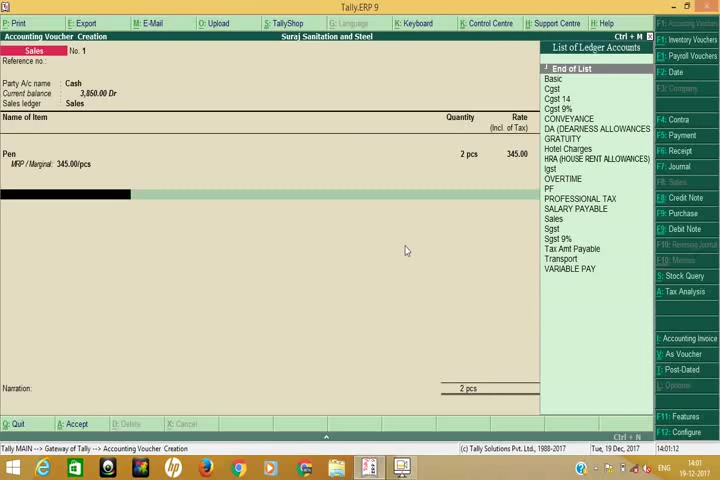 Tally.ERP 9
P: Print
E: Export
M: E-Mail
O: Upload
S: TallyShop
G: Language
K: Keyboard
K: Control Centre
H: Support Centre
H: Help
F1: Accounting Vouchers
Accounting Voucher Creation
Suraj Sanitation and Steel
Ctrl + M
Sales
No. 1
Reference no.:
Party A/c name : Cash
Current balance : 3,850.00 Dr
Sales ledger : Sales
Name of Item
Quantity
Rate
(Incl. of Tax)
Pen
2 pcs
345.00
MRP / Marginal: 345.00/pcs
Narration:
2 pcs
List of Ledger Accounts
End of List
Basic
Cgst
Cgst 14
Cgst 9%
CONVEYANCE
DA (DEARNESS ALLOWANCES
GRATUITY
Hotel Charges
HRA (HOUSE RENT ALLOWANCES)
Igst
OVERTIME
PF
PROFESSIONAL TAX
SALARY PAYABLE
Sales
Sgst
Sgst 9%
Tax Amt Payable
Transport
VARIABLE PAY
F1: Inventory Vouchers
F1: Payroll Vouchers
F2: Date
F3: Company
F4: Contra
F5: Payment
F6: Receipt
F7: Journal
F8: Sales
F8: Credit Note
F9: Purchase
F9: Debit Note
F10: Reversing Journal
F10: Memos
S: Stock Query
A: Tax Analysis
I: Accounting Invoice
V: As Voucher
T: Post-Dated
L: Optional
F11: Features
F12: Configure
Q: Quit
A: Accept
D: Delete
X: Cancel
Ctrl + N
Tally MAIN --> Gateway of Tally --> Accounting Voucher Creation
(c) Tally Solutions Pvt. Ltd., 1988-2017
Tue, 19 Dec, 2017
14:01:12
ENG
14:01
19-12-2017